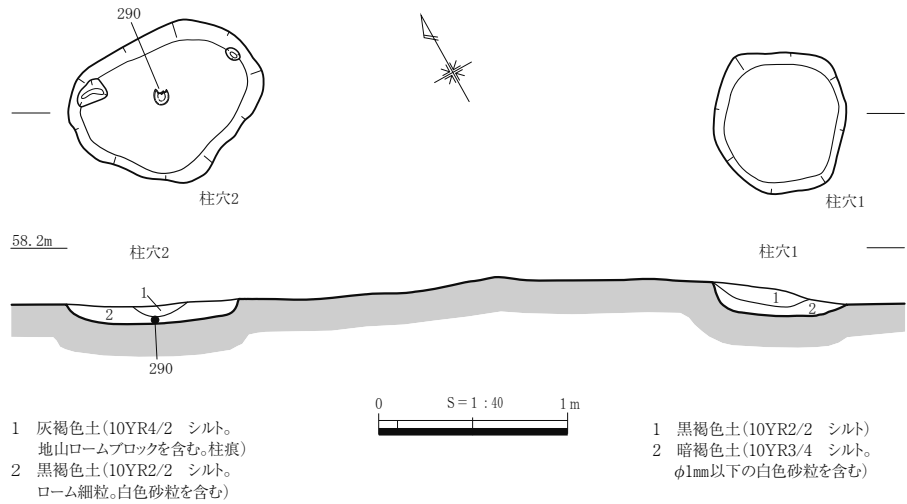 290
柱穴2
柱穴1
58.2m
柱穴2
柱穴1
1
2
290
1
2
0 S=1:40 1m
1 灰褐色土(10YR4/2 シルト。
地山ロームブロックを含む。柱痕)
2 黒褐色土(10YR2/2 シルト。
ローム細粒。白色砂粒を含む)
1 黒褐色土(10YR2/2 シルト)
2 暗褐色土(10YR3/4 シルト。
φ1mm以下の白色砂粒を含む)